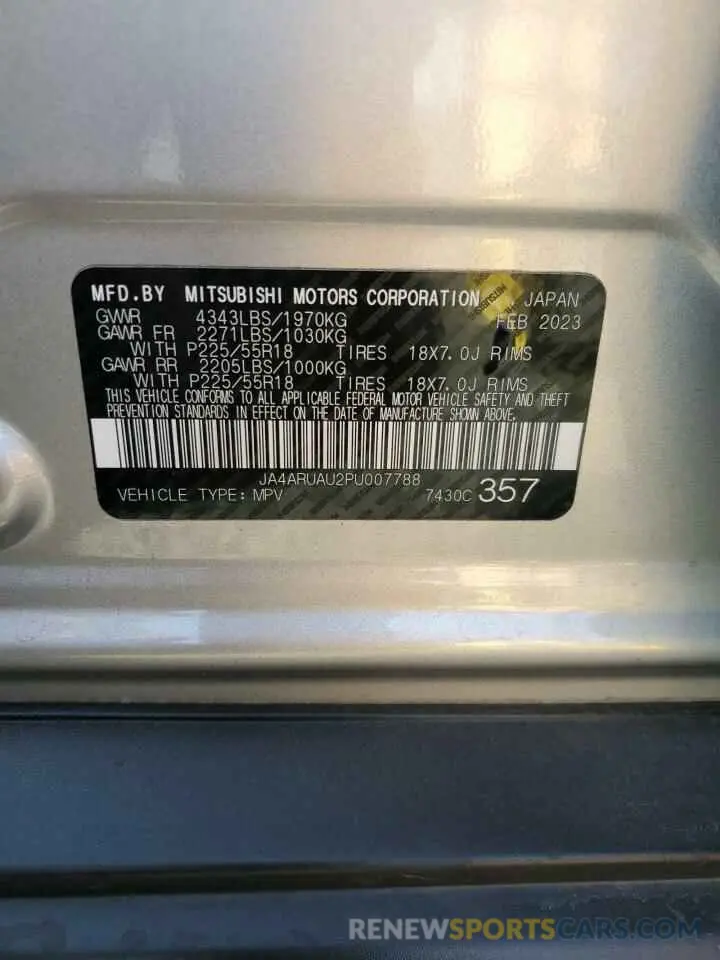 MFD.BY MITSUBISHI MOTORS CORPORATION JAPAN
GVWR 4343LBS/1970KG FEB 2023
GAWR FR 2271LBS/1030KG
WITH P225/55R18 TIRES 18X7.0J RIMS
GAWR RR 2205LBS/1000KG
WITH P225/55R18 TIRES 18X7.0J RIMS
THIS VEHICLE CONFORMS TO ALL APPLICABLE FEDERAL MOTOR VEHICLE SAFETY AND THEFT
PREVENTION STANDARDS IN EFFECT ON THE DATE OF MANUFACTURE SHOWN ABOVE.
JA4ARUAU2PU007788
VEHICLE TYPE: MPV 7430C 357
RENEWSPORTSCARS.COM